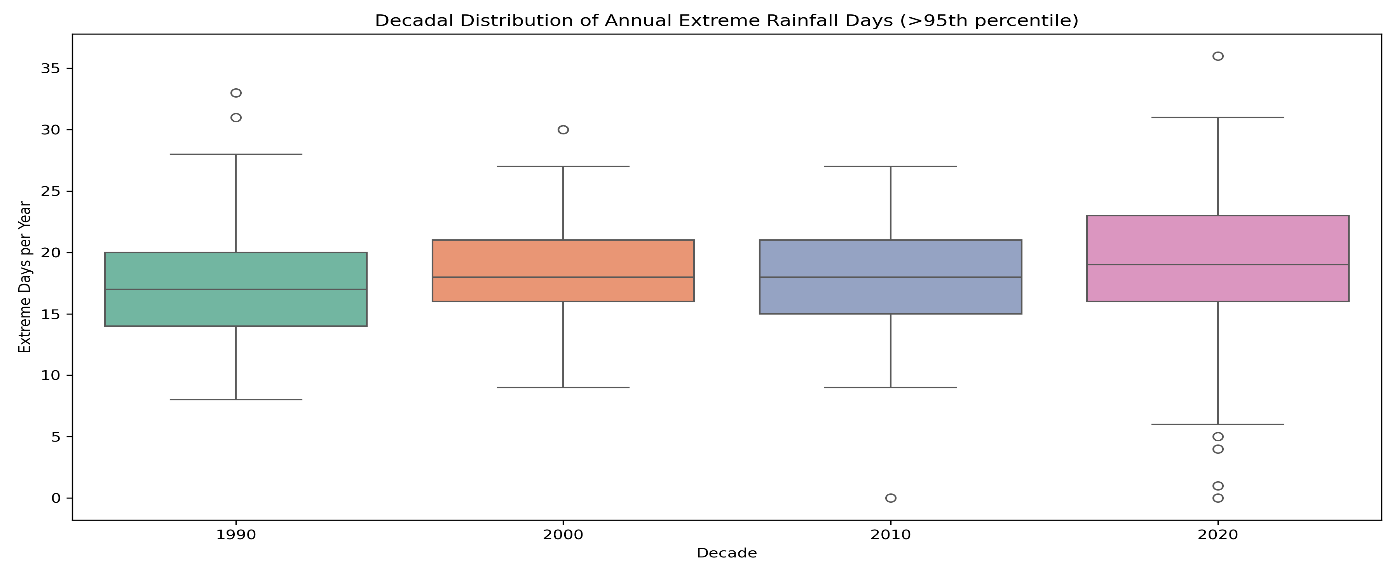 Decadal Distribution of Annual Extreme Rainfall Days (>95th percentile)
Extreme Days per Year
35
30
25
20
15
10
5
0
1990 2000 2010 2020
Decade